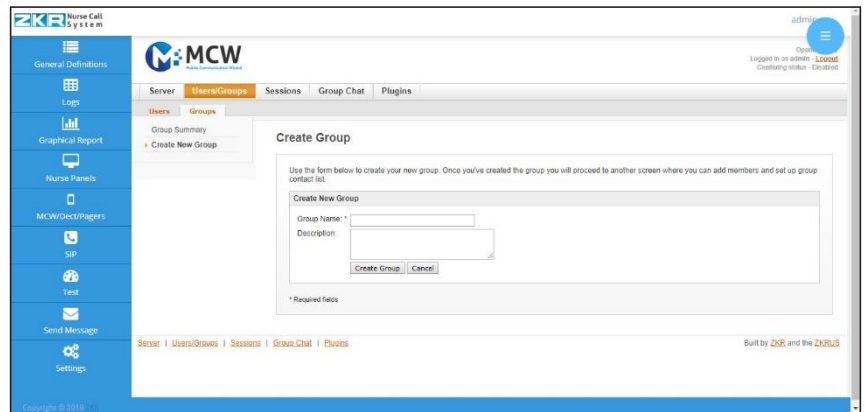 ZKR Nurse Call
System
admin
General Definitions
Logs
Graphical Report
Nurse Panels
MCW/Dect/Pagers
SIP
Test
Send Message
Settings
Copyright © 2019
MCW
Mobile Communication Wizard
Logged in as admin - Logout
Clustering status - Disabled
Server Users/Groups Sessions Group Chat Plugins
Users Groups
Group Summary
Create New Group
Create Group
Use the form below to create your new group. Once you've created the group you will proceed to another screen where you can add members and set up group
contact list.
Create New Group
Group Name: *
Description:
Create Group Cancel
* Required fields
Server | Users/Groups | Sessions | Group Chat | Plugins
Built by ZKR and the ZKRUS